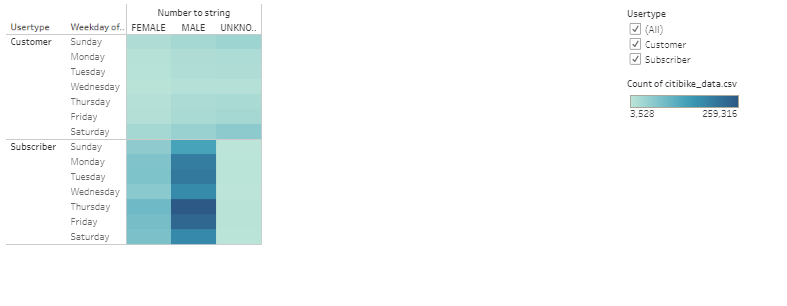 Number to string
Usertype Weekday of.. FEMALE MALE UNKNO..
Customer Sunday
Monday
Tuesday
Wednesday
Thursday
Friday
Saturday
Subscriber Sunday
Monday
Tuesday
Wednesday
Thursday
Friday
Saturday
Usertype
(All)
Customer
Subscriber
Count of citibike_data.csv
3,528 259,316